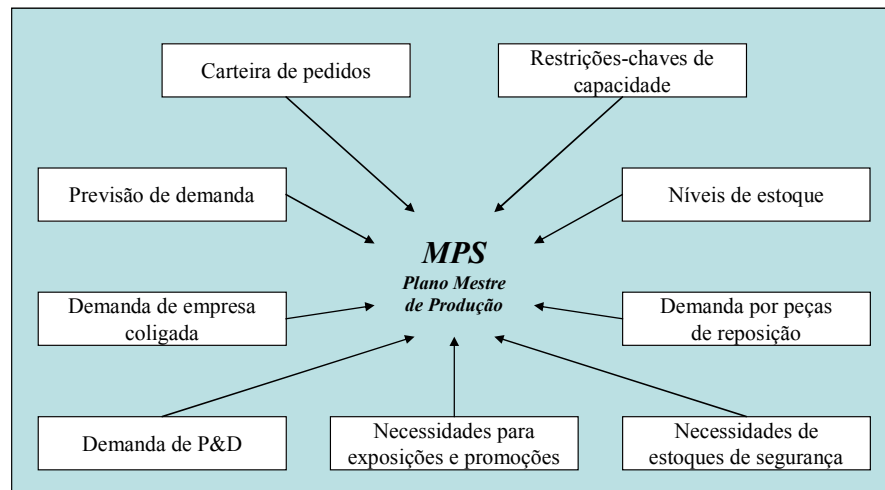 Carteira de pedidos
Restrições-chaves de
capacidade
Previsão de demanda
Níveis de estoque
MPS
Plano Mestre
de Produção
Demanda de empresa
coligada
Demanda por peças
de reposição
Demanda de P&D
Necessidades para
exposições e promoções
Necessidades de
estoques de segurança